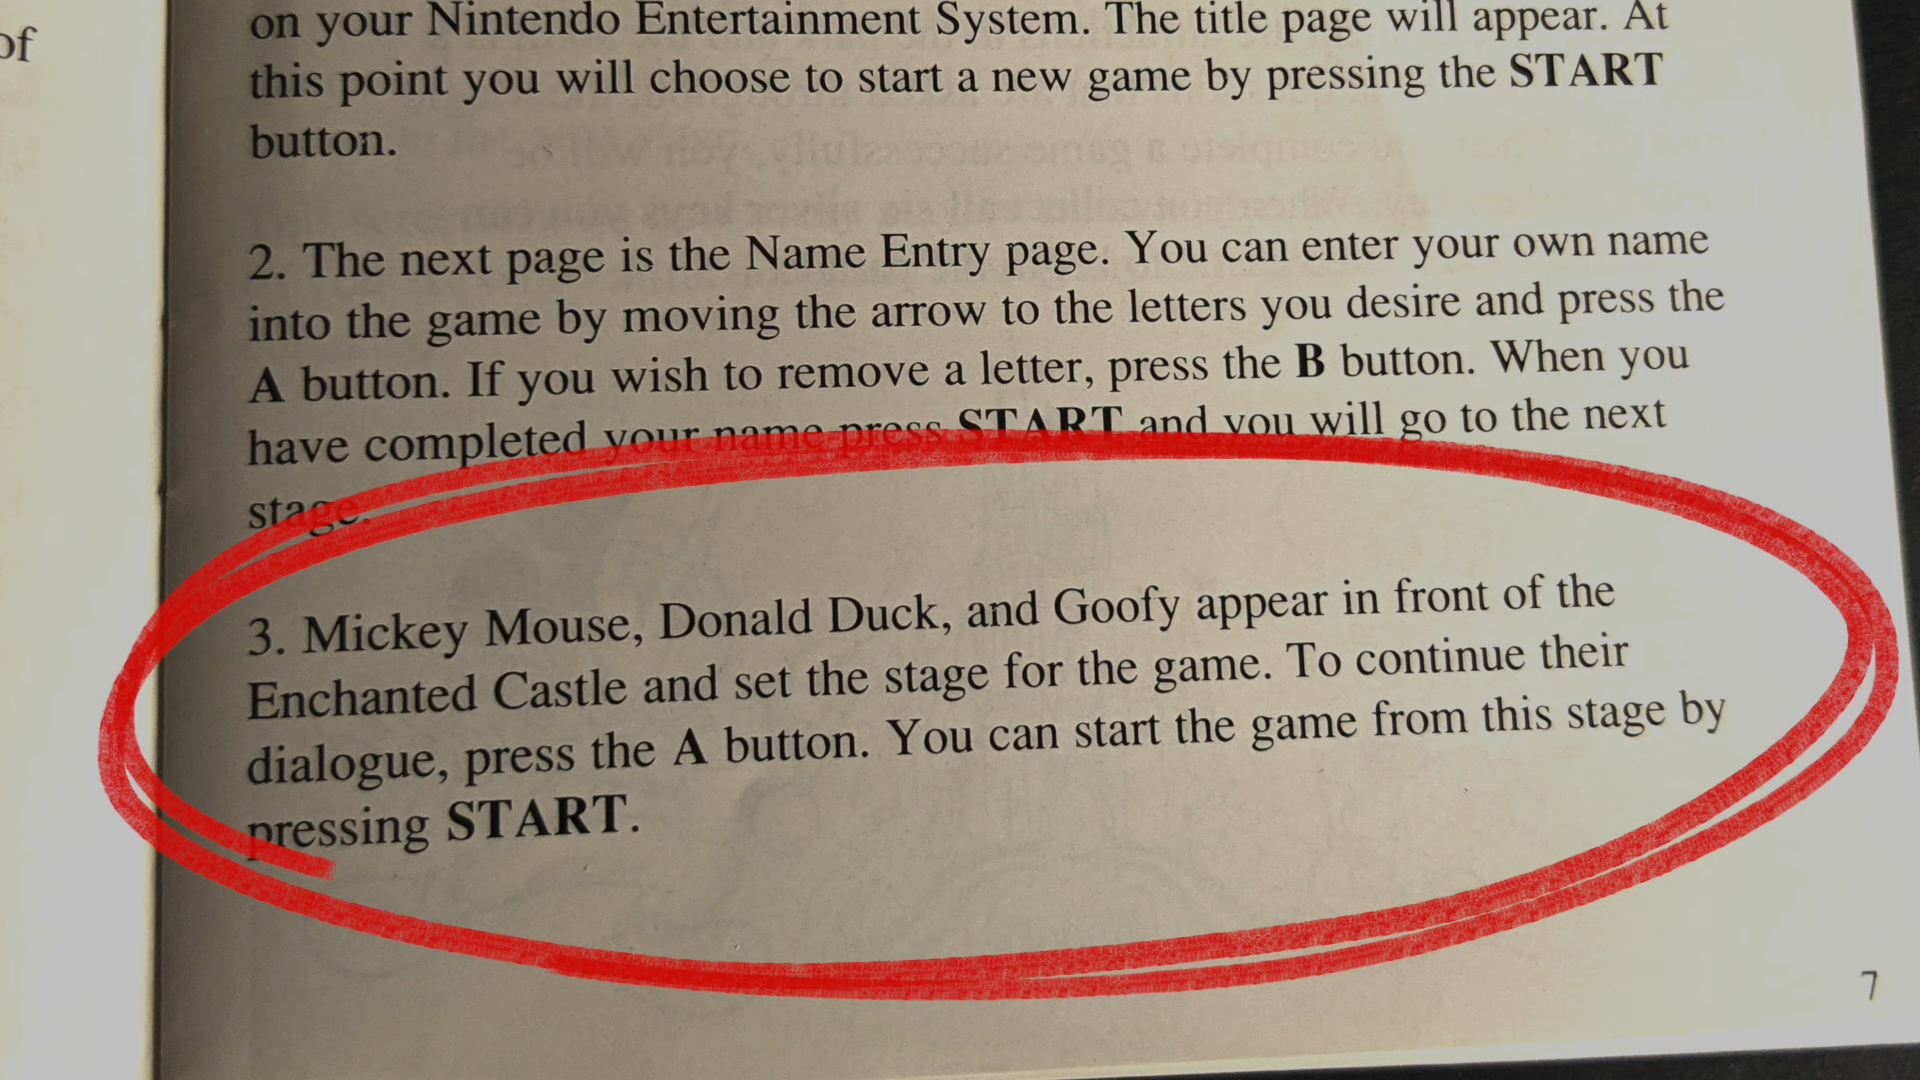 of
on your Nintendo Entertainment System. The title page will appear. At
this point you will choose to start a new game by pressing the START
button.
2. The next page is the Name Entry page. You can enter your own name
into the game by moving the arrow to the letters you desire and press the
A button. If you wish to remove a letter, press the B button. When you
have completed your name press START and you will go to the next
stage.
3. Mickey Mouse, Donald Duck, and Goofy appear in front of the
Enchanted Castle and set the stage for the game. To continue their
dialogue, press the A button. You can start the game from this stage by
pressing START.
7